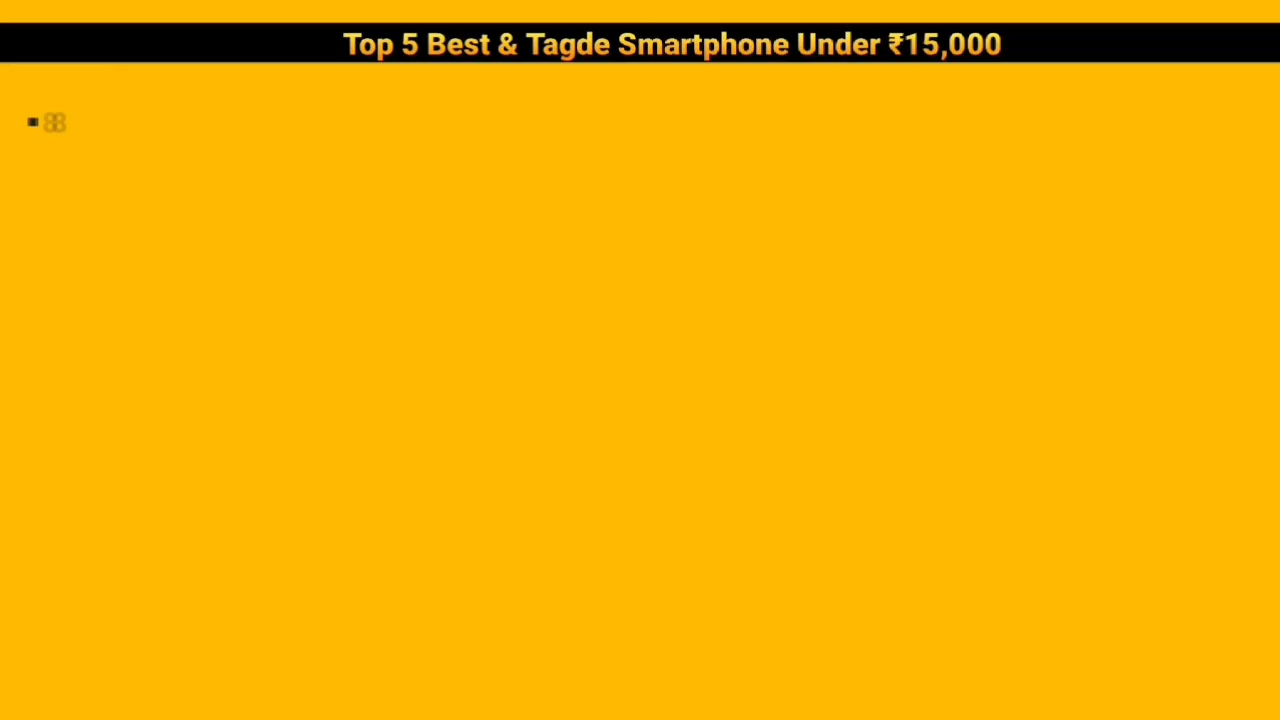 Top 5 Best & Tagde Smartphone Under ₹15,000